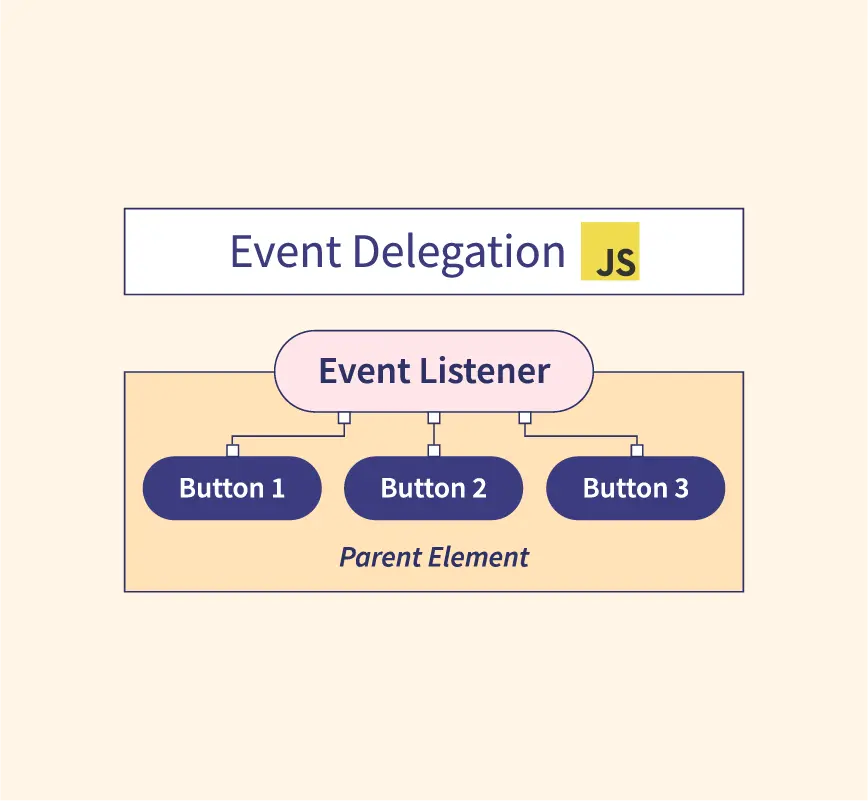 Event Delegation JS
Event Listener
Button 1 Button 2 Button 3
Parent Element